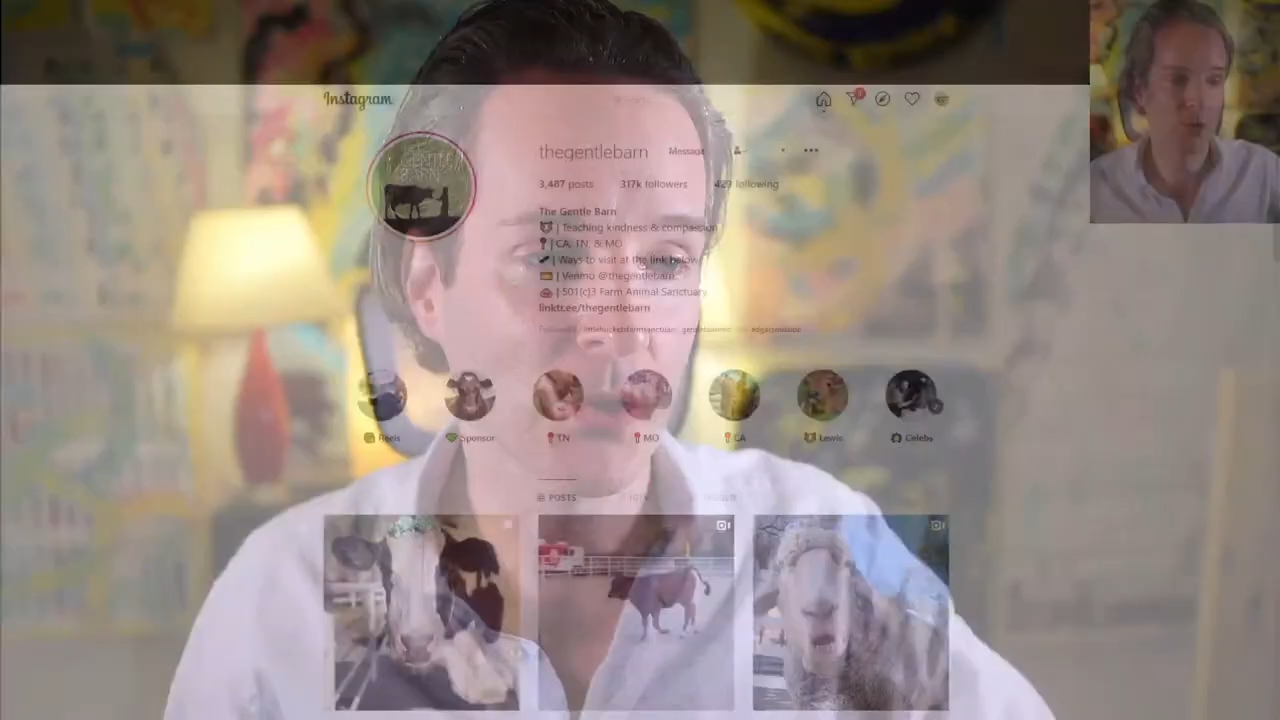 Instagram
thegentlebarn Message
3,487 posts 317k followers 429 following
The Gentle Barn
| Teaching kindness & compassion
| CA, TN, & MO
| Ways to visit at the link below
| Venmo @thegentlebarn
| 501(c)3 Farm Animal Sanctuary
linktr.ee/thegentlebarn
Reels Sponsor TN MO CA Lewis Celebs
POSTS